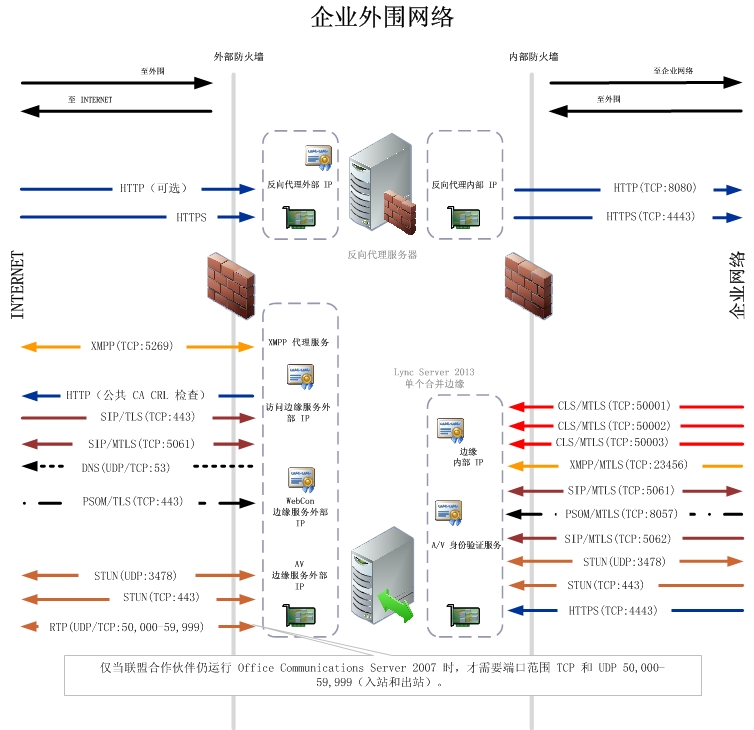 企业外围网络
外部防火墙
内部防火墙
至外围
至企业网络
至 INTERNET
至外围
反向代理外部 IP
反向代理内部 IP
HTTP（可选）
HTTP(TCP:8080)
HTTPS
HTTPS(TCP:4443)
反向代理服务器
INTERNET
企业网络
XMPP(TCP:5269)
XMPP 代理服务
Lync Server 2013
单个合并边缘
HTTP（公共 CA CRL 检查）
访问边缘服务外
部 IP
SIP/TLS(TCP:443)
SIP/MTLS(TCP:5061)
DNS(UDP/TCP:53)
PSOM/TLS(TCP:443)
WebCon
边缘服务外部
IP
AV
边缘服务外部
IP
STUN(UDP:3478)
STUN(TCP:443)
RTP(UDP/TCP:50,000-59,999)
边缘
内部 IP
A/V 身份验证服务
CLS/MTLS(TCP:50001)
CLS/MTLS(TCP:50002)
CLS/MTLS(TCP:50003)
XMPP/MTLS(TCP:23456)
SIP/MTLS(TCP:5061)
PSOM/MTLS(TCP:8057)
SIP/MTLS(TCP:5062)
STUN(UDP:3478)
STUN(TCP:443)
HTTPS(TCP:4443)
仅当联盟合作伙伴仍运行 Office Communications Server 2007 时，才需要端口范围 TCP 和 UDP 50,000-
59,999（入站和出站）。